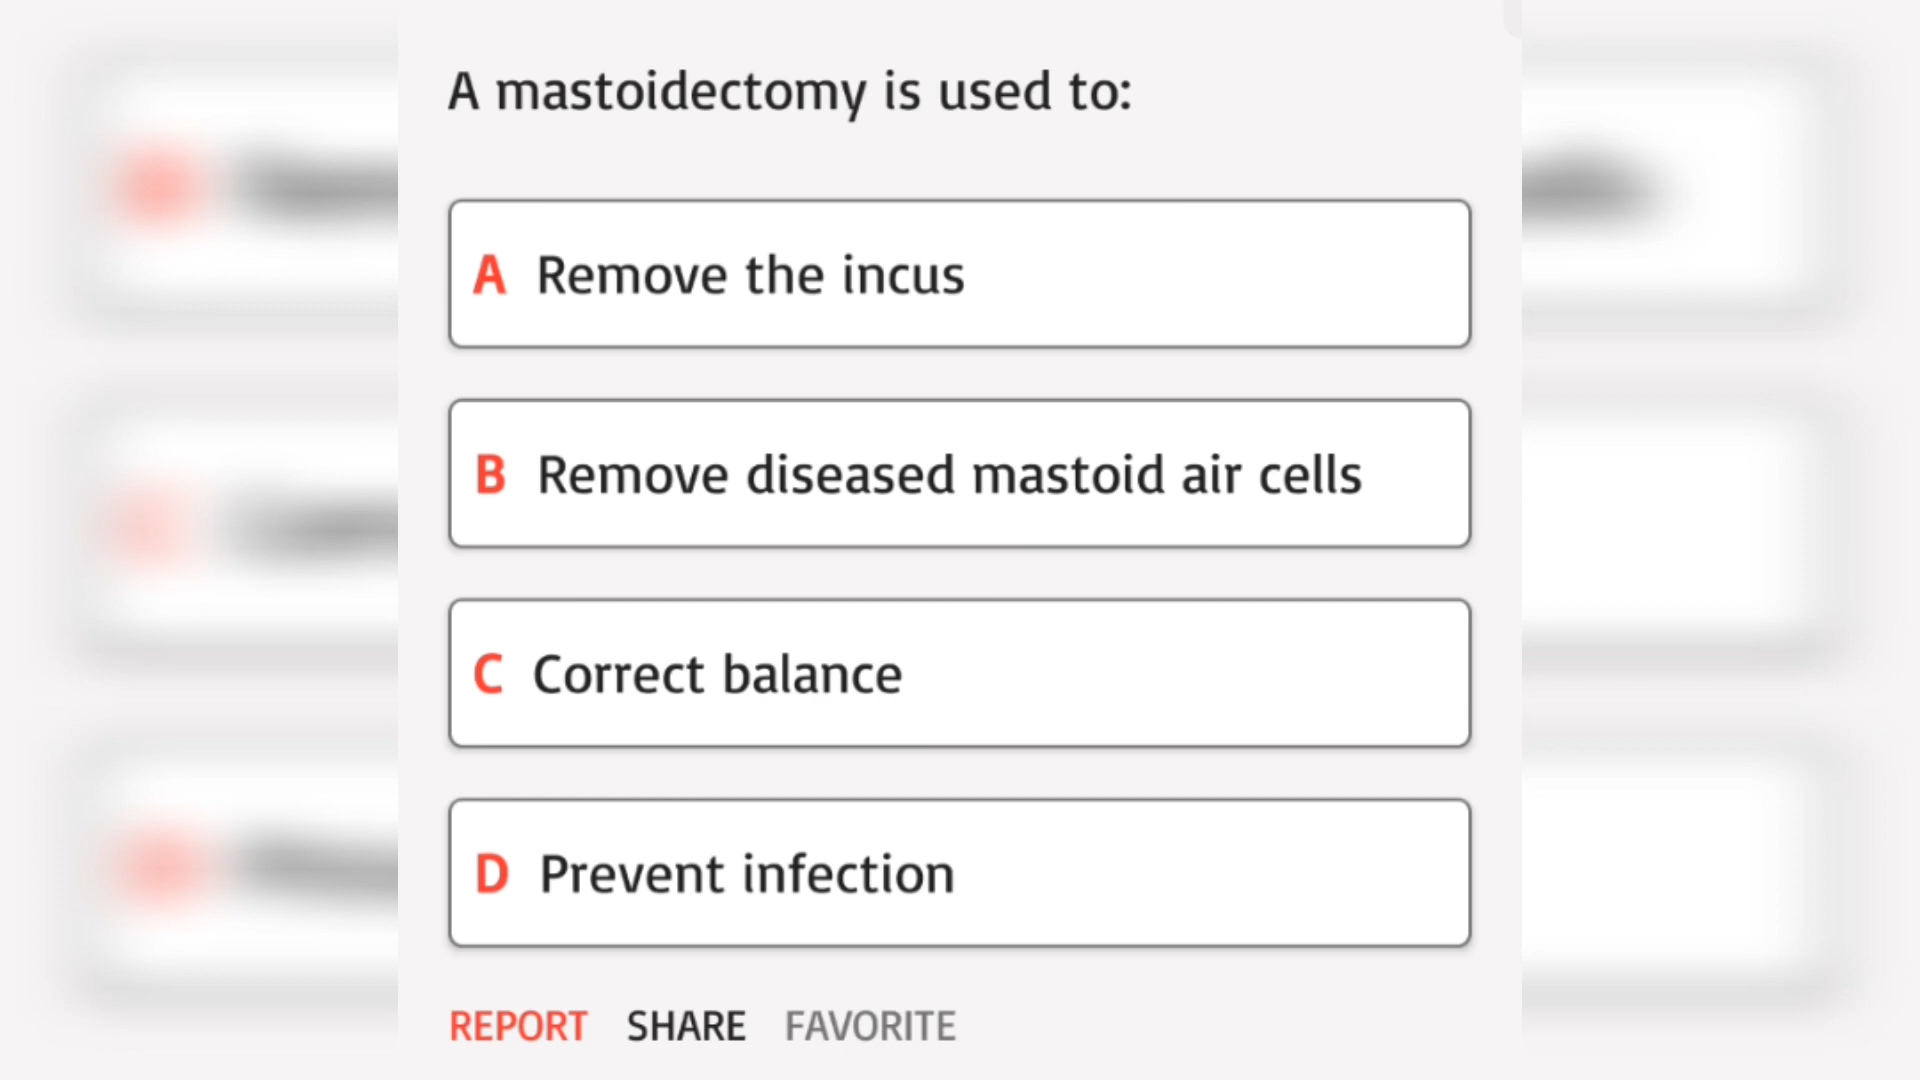 A mastoidectomy is used to:
A Remove the incus
B Remove diseased mastoid air cells
C Correct balance
D Prevent infection
REPORT SHARE FAVORITE